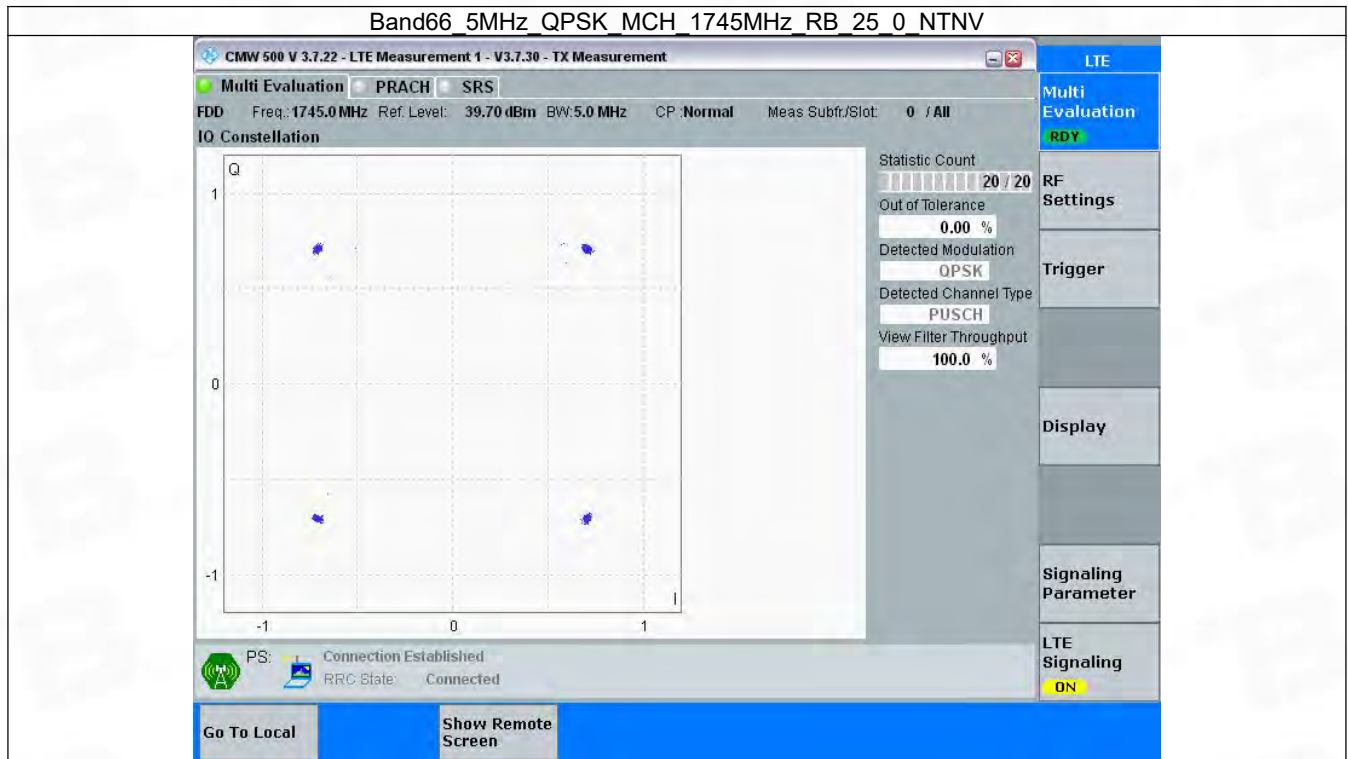 Band66_5MHz_QPSK_MCH_1745MHz_RB_25_0_NTNV
CMW 500 V 3.7.22 - LTE Measurement 1 - V3.7.30 - TX Measurement
LTE
Multi Evaluation PRACH SRS
Multi
Evaluation
RDY
FDD Freq.: 1745.0 MHz Ref. Level: 39.70 dBm BW: 5.0 MHz CP :Normal Meas Subfr./Slot: 0 / All
IQ Constellation
Q
1
0
-1
I
-1 0 1
Statistic Count
20 / 20
Out of Tolerance
0.00 %
Detected Modulation
QPSK
Detected Channel Type
PUSCH
View Filter Throughput
100.0 %
RF
Settings
Trigger
Display
Signaling
Parameter
LTE
Signaling
ON
PS: Connection Established
RRC State: Connected
Go To Local
Show Remote
Screen